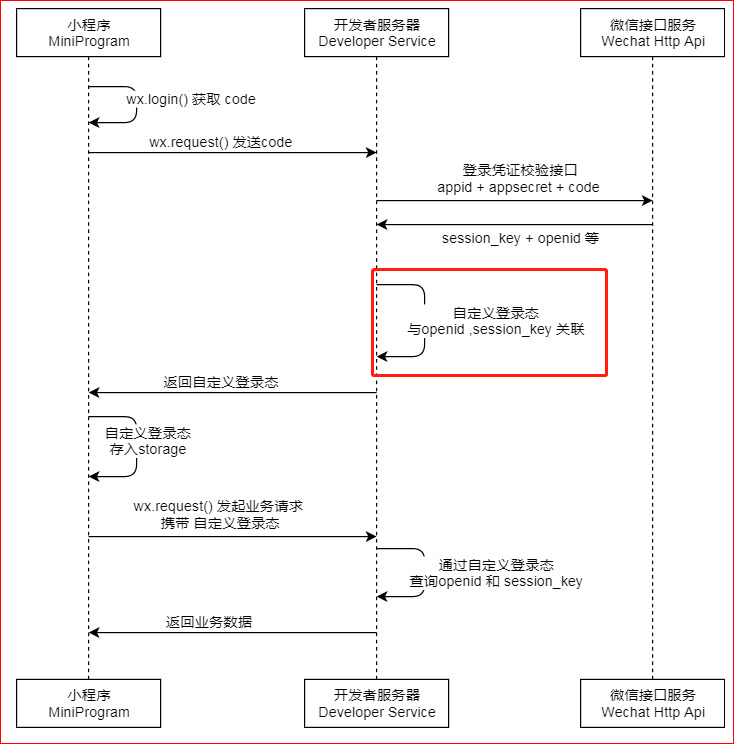 小程序
MiniProgram
开发者服务器
Developer Service
微信接口服务
Wechat Http Api
wx.login() 获取 code
wx.request() 发送code
登录凭证校验接口
appid + appsecret + code
session_key + openid 等
自定义登录态
与openid ,session_key 关联
返回自定义登录态
自定义登录态
存入storage
wx.request() 发起业务请求
携带 自定义登录态
通过自定义登录态
查询openid 和 session_key
返回业务数据
小程序
MiniProgram
开发者服务器
Developer Service
微信接口服务
Wechat Http Api